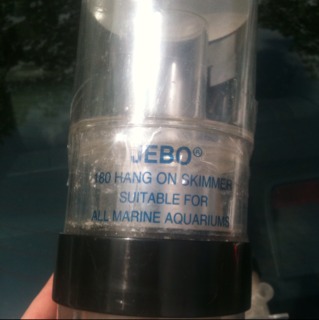 JEBO®
180 HANG ON SKIMMER
SUITABLE FOR
ALL MARINE AQUARIUMS